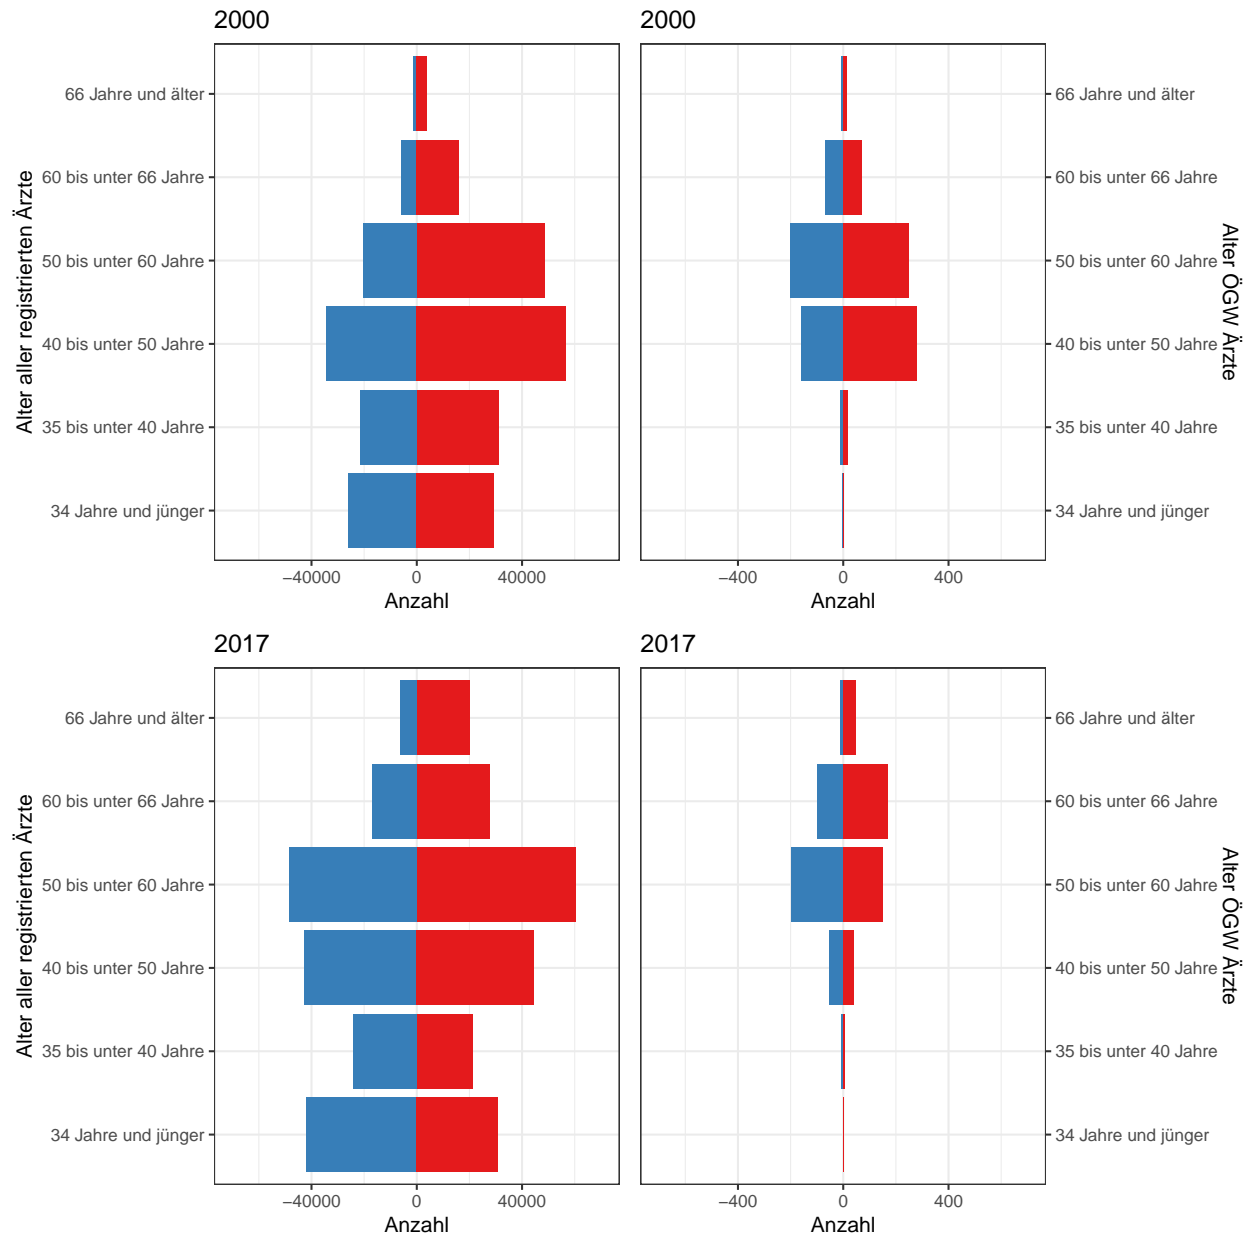 2000
Alter aller registrierten Ärzte
66 Jahre und älter
60 bis unter 66 Jahre
50 bis unter 60 Jahre
40 bis unter 50 Jahre
35 bis unter 40 Jahre
34 Jahre und jünger
−40000 0 40000
Anzahl
2000
66 Jahre und älter
60 bis unter 66 Jahre
50 bis unter 60 Jahre
40 bis unter 50 Jahre
35 bis unter 40 Jahre
34 Jahre und jünger
Alter ÖGW Ärzte
−400 0 400
Anzahl
2017
Alter aller registrierten Ärzte
66 Jahre und älter
60 bis unter 66 Jahre
50 bis unter 60 Jahre
40 bis unter 50 Jahre
35 bis unter 40 Jahre
34 Jahre und jünger
−40000 0 40000
Anzahl
2017
66 Jahre und älter
60 bis unter 66 Jahre
50 bis unter 60 Jahre
40 bis unter 50 Jahre
35 bis unter 40 Jahre
34 Jahre und jünger
Alter ÖGW Ärzte
−400 0 400
Anzahl